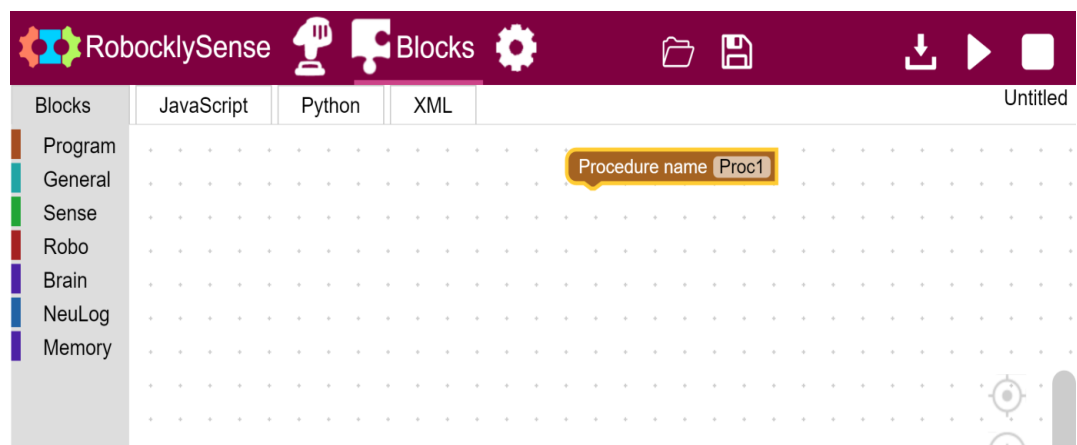 RobocklySense Blocks
Blocks JavaScript Python XML Untitled
Program
General
Sense
Robo
Brain
NeuLog
Memory
Procedure name Proc1